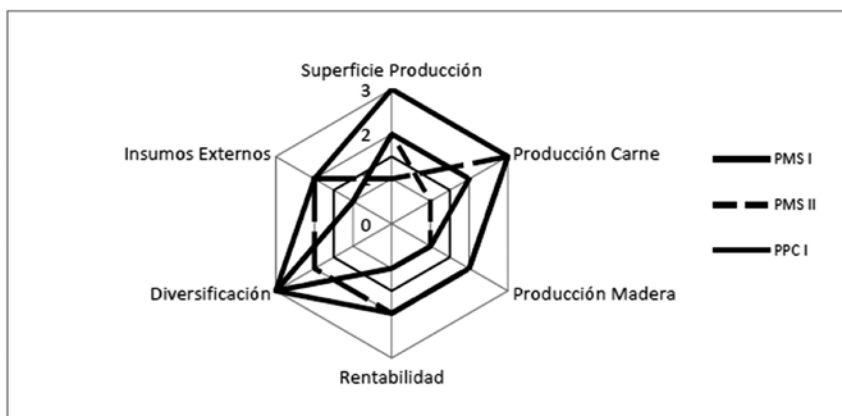 Superficie Producción
3
2
Insumos Externos
Producción Carne
0
Diversificación
Producción Madera
Rentabilidad
PMS I
PMS II
PPC I